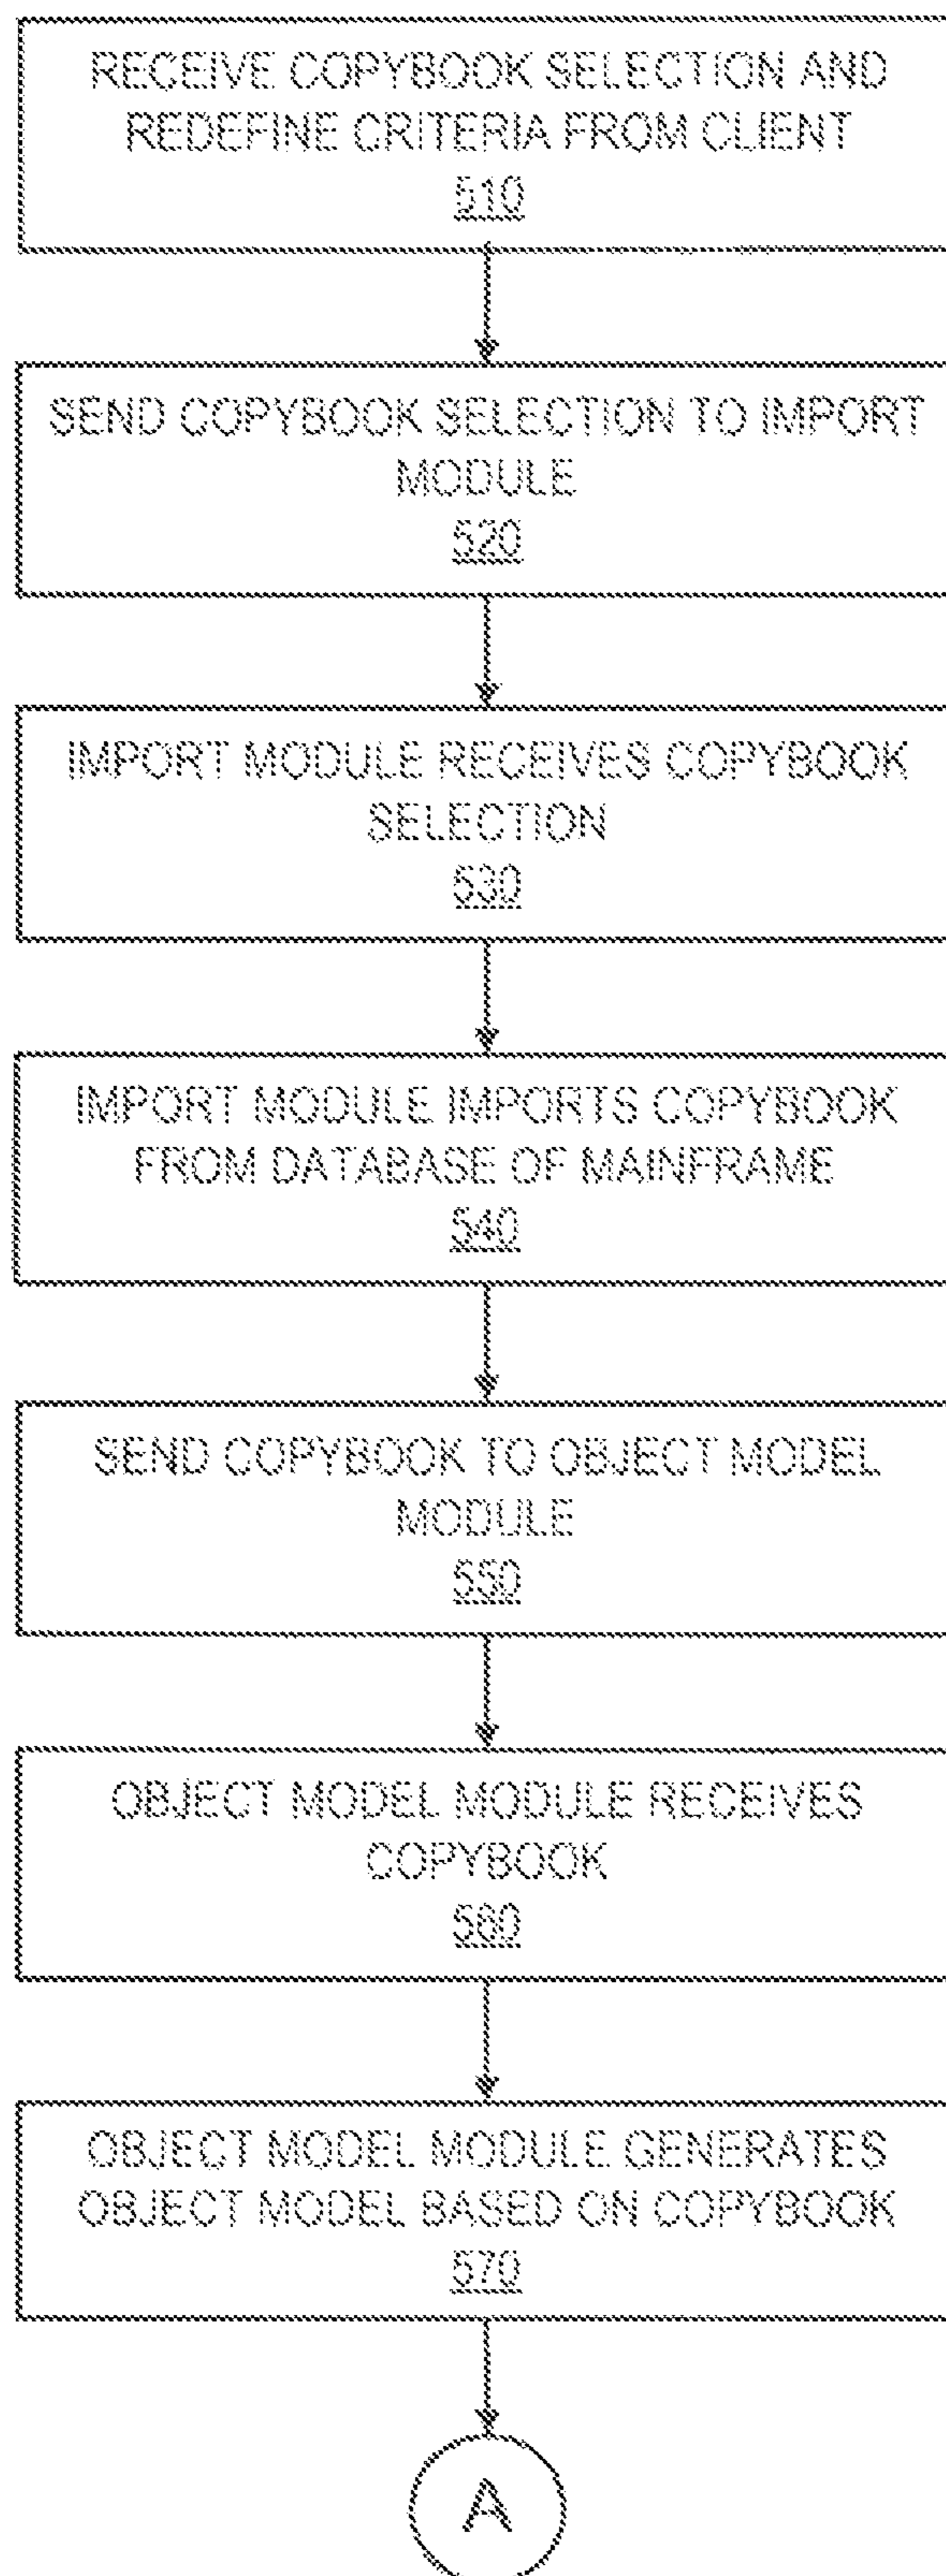 RECEIVE COPYBOOK SELECTION AND
REDEFINE CRITERIA FROM CLIENT
510
SEND COPYBOOK SELECTION TO IMPORT
MODULE
520
IMPORT MODULE RECEIVES COPYBOOK
SELECTION
530
IMPORT MODULE IMPORTS COPYBOOK
FROM DATABASE OF MAINFRAME
540
SEND COPYBOOK TO OBJECT MODEL
MODULE
550
OBJECT MODEL MODULE RECEIVES
COPYBOOK
560
OBJECT MODEL MODULE GENERATES
OBJECT MODEL BASED ON COPYBOOK
570
A